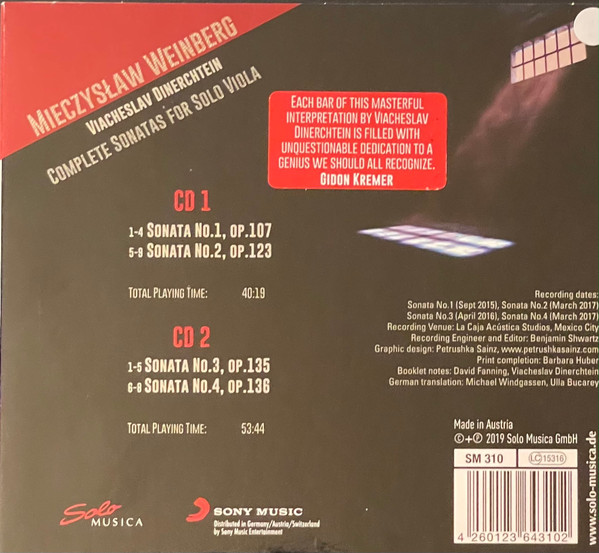 MIECZYSŁAW WEINBERG
VIACHESLAV DINERCHTEIN
COMPLETE SONATAS FOR SOLO VIOLA
EACH BAR OF THIS MASTERFUL
INTERPRETATION BY VIACHESLAV
DINERCHTEIN IS FILLED WITH
UNQUESTIONABLE DEDICATION TO A
GENIUS WE SHOULD ALL RECOGNIZE.
GIDON KREMER
CD 1
1-4 SONATA NO.1, OP.107
5-9 SONATA NO.2, OP.123
TOTAL PLAYING TIME: 40:19
CD 2
1-5 SONATA NO.3, OP.135
6-8 SONATA NO.4, OP.136
TOTAL PLAYING TIME: 53:44
Recording dates:
Sonata No.1 (Sept 2015), Sonata No.2 (March 2017)
Sonata No.3 (April 2016), Sonata No.4 (March 2017)
Recording Venue: La Caja Acústica Studios, Mexico City
Recording Engineer and Editor: Benjamin Shwartz
Graphic design: Petrushka Sainz, www.petrushkasainz.com
Print completion: Barbara Huber
Booklet notes: David Fanning, Viacheslav Dinerchtein
German translation: Michael Windgassen, Ulla Bucarey
Made in Austria
©+℗ 2019 Solo Musica GmbH
SM 310
LC 15316
4 260123 643102
www.solo-musica.de
Solo
MUSICA
SONY MUSIC
Distributed in Germany/Austria/Switzerland
by Sony Music Entertainment